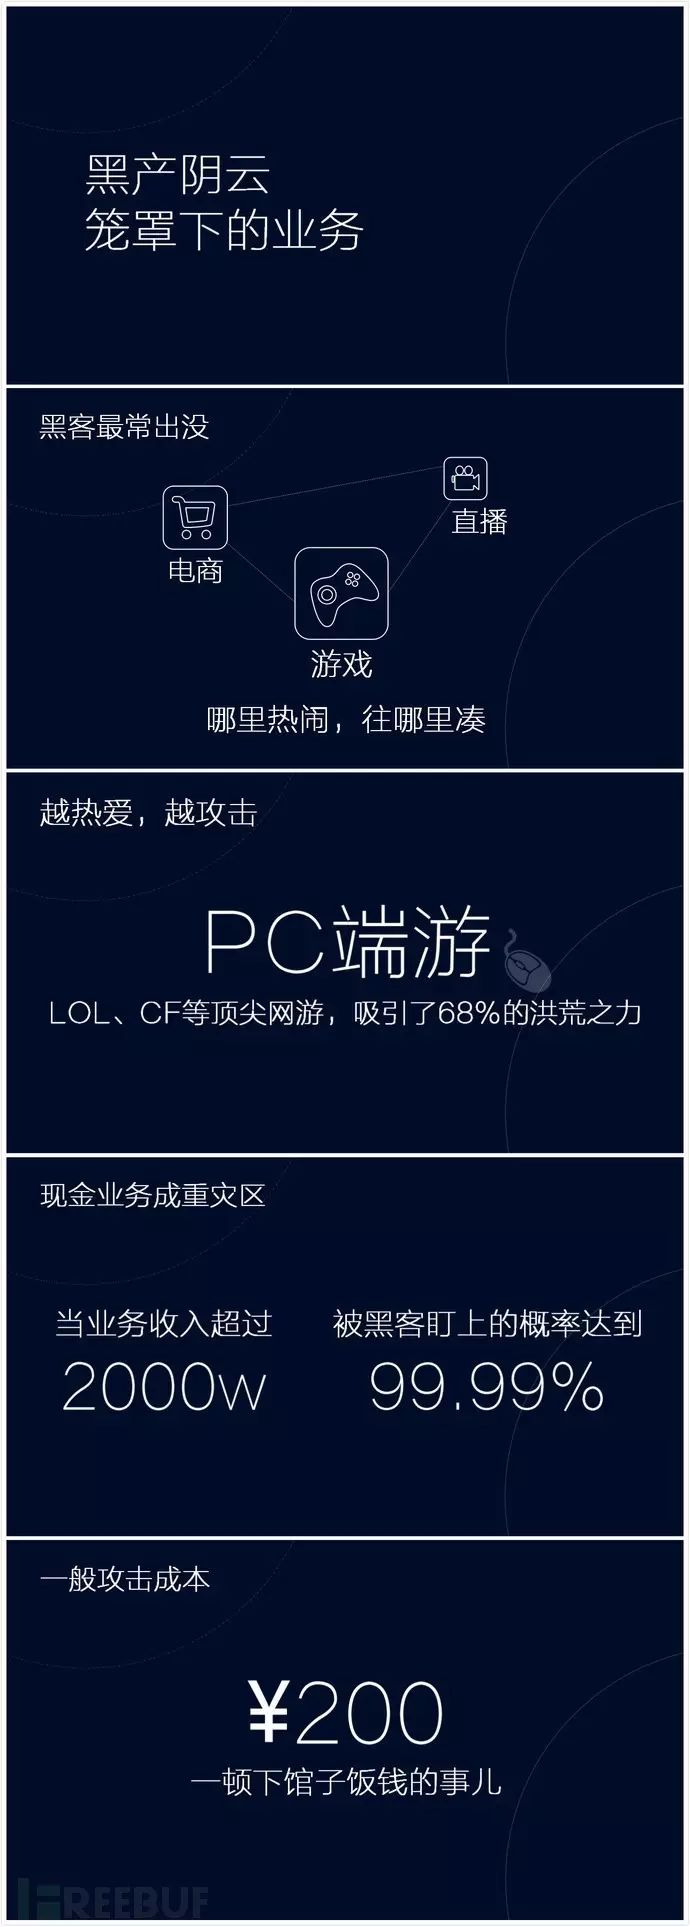 黑产阴云
笼罩下的业务
黑客最常出没
直播
电商
游戏
哪里热闹，往哪里凑
越热爱，越攻击
PC端游
LOL、CF等顶尖网游，吸引了68%的洪荒之力
现金业务成重灾区
当业务收入超过
2000w
被黑客盯上的概率达到
99.99%
一般攻击成本
¥200
一顿下馆子饭钱的事儿
FREEBUF